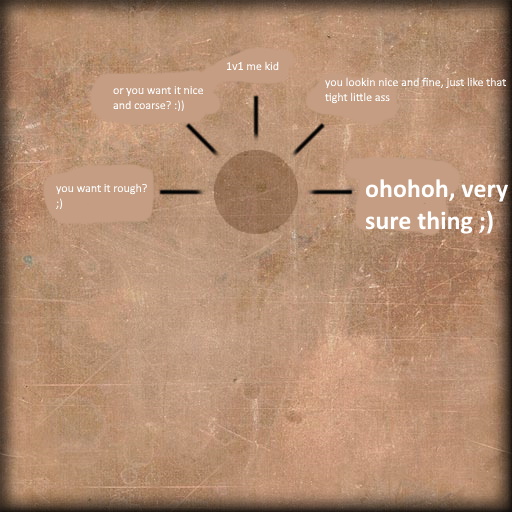 1v1 me kid
or you want it nice
and coarse? :))
you lookin nice and fine, just like that
tight little ass
you want it rough?
;)
ohohoh, very
sure thing ;)